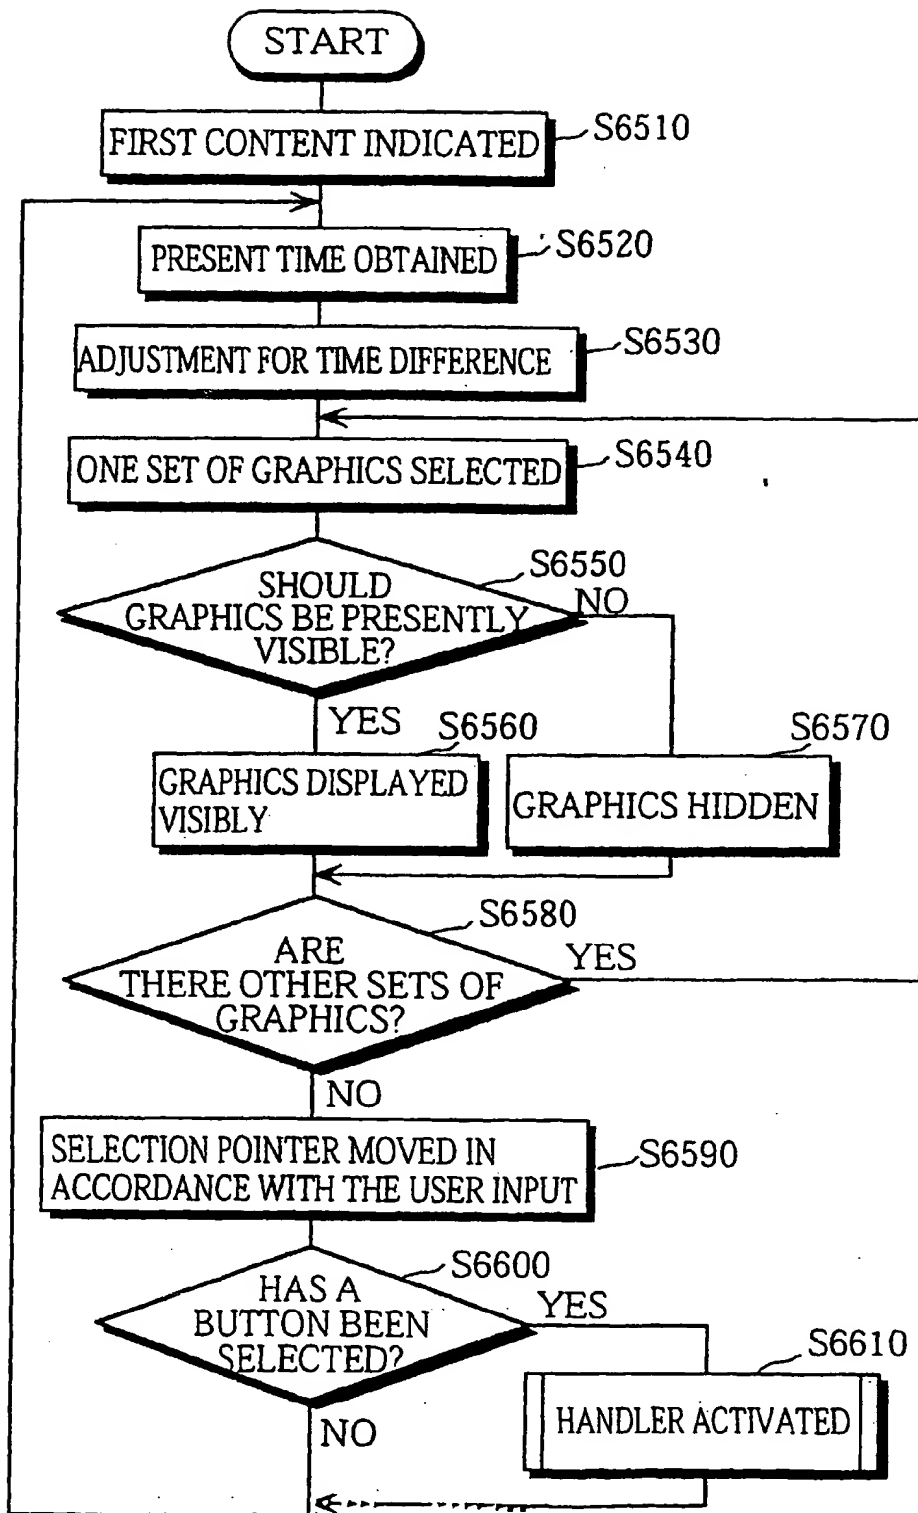 START
FIRST CONTENT INDICATED
S6510
PRESENT TIME OBTAINED
S6520
ADJUSTMENT FOR TIME DIFFERENCE
S6530
ONE SET OF GRAPHICS SELECTED
S6540
S6550
SHOULD
GRAPHICS BE PRESENTLY
VISIBLE?
NO
YES
S6560
GRAPHICS DISPLAYED
VISIBLY
S6570
GRAPHICS HIDDEN
S6580
ARE
THERE OTHER SETS OF
GRAPHICS?
YES
NO
SELECTION POINTER MOVED IN
ACCORDANCE WITH THE USER INPUT
S6590
S6600
HAS A
BUTTON BEEN
SELECTED?
YES
S6610
HANDLER ACTIVATED
NO